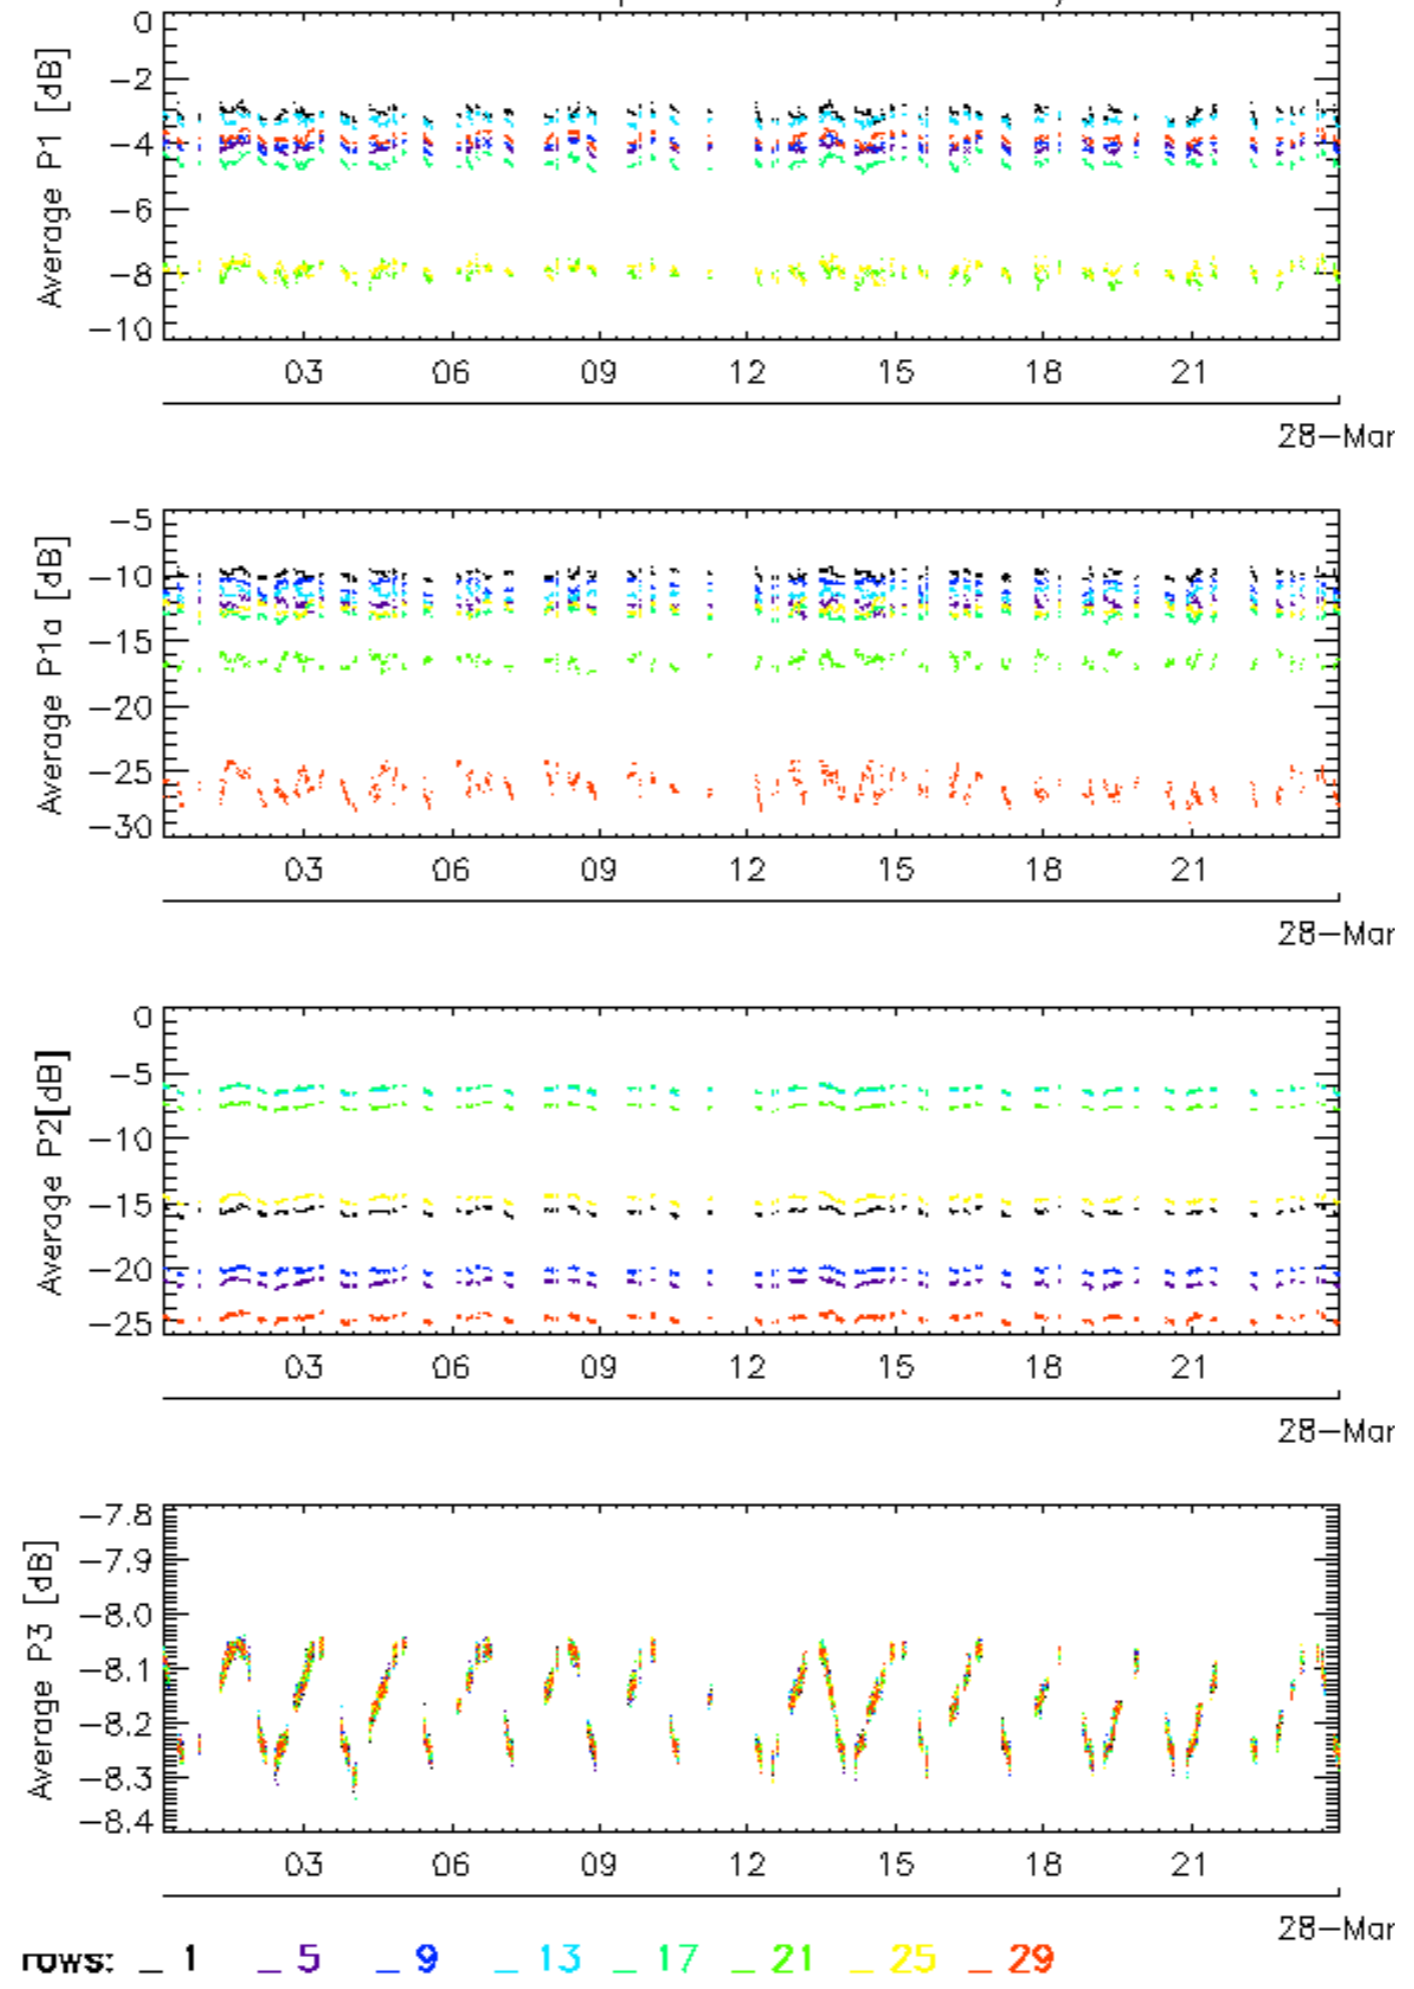 Average P1 [dB]
0
−2
−4
−6
−8
−10
03 06 09 12 15 18 21
28−Mar
Average P1a [dB]
−5
−10
−15
−20
−25
−30
03 06 09 12 15 18 21
28−Mar
Average P2[dB]
0
−5
−10
−15
−20
−25
03 06 09 12 15 18 21
28−Mar
Average P3 [dB]
−7.8
−7.9
−8.0
−8.1
−8.2
−8.3
−8.4
03 06 09 12 15 18 21
28−Mar
rows: _ 1 _ 5 _ 9 _ 13 _ 17 _ 21 _ 25 _ 29